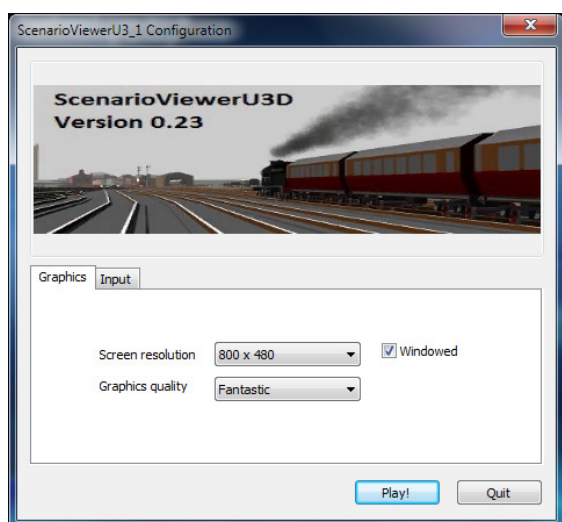 ScenarioViewerU3_1 Configuration
ScenarioViewerU3D
Version 0.23
Graphics Input
Screen resolution 800 x 480 Windowed
Graphics quality Fantastic
Play! Quit